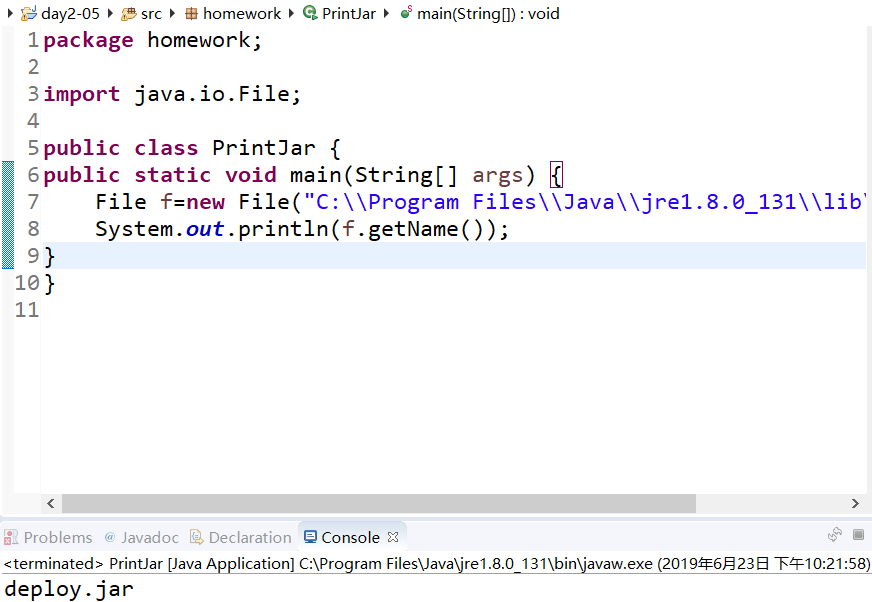 day2-05 src homework PrintJar main(String[]) : void
1 package homework;
2
3 import java.io.File;
4
5 public class PrintJar {
6 public static void main(String[] args) {
7 File f=new File("C:\\Program Files\\Java\\jre1.8.0_131\\lib\
8 System.out.println(f.getName());
9 }
10 }
11
Problems @ Javadoc Declaration Console
<terminated> PrintJar [Java Application] C:\Program Files\Java\jre1.8.0_131\bin\javaw.exe (2019年6月23日 下午10:21:58)
deploy.jar